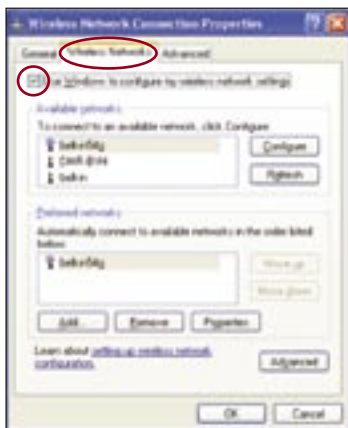 Wireless Network Connection Properties
General Wireless Networks Advanced
Use Windows to configure my wireless network settings
Available networks
To connect to an available network, click Configure
Configure
belkin
Refresh
Preferred networks
Automatically connect to available networks in the order listed
below:
Move up
Move down
Add... Remove Properties
Learn about setting up wireless network
configuration.
Advanced
OK Cancel